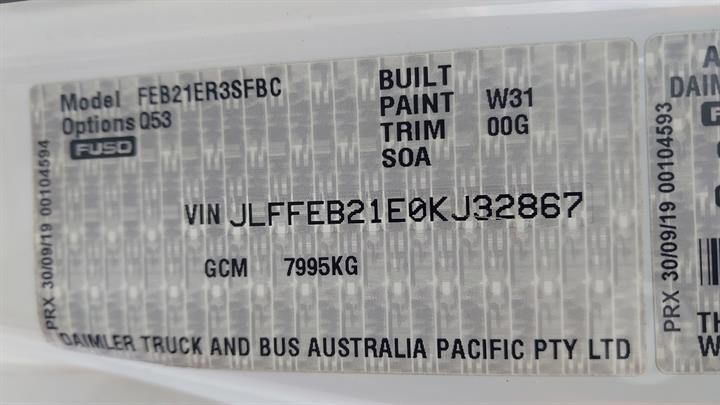 Model FEB21ER3SFBC
Options Q53
FUSO
BUILT
PAINT W31
TRIM 00G
SOA
VIN JLFFEB21E0KJ32867
GCM 7995KG
DAIMLER TRUCK AND BUS AUSTRALIA PACIFIC PTY LTD
PRX 30/09/19 00104594
PRX 30/09/19 00104593